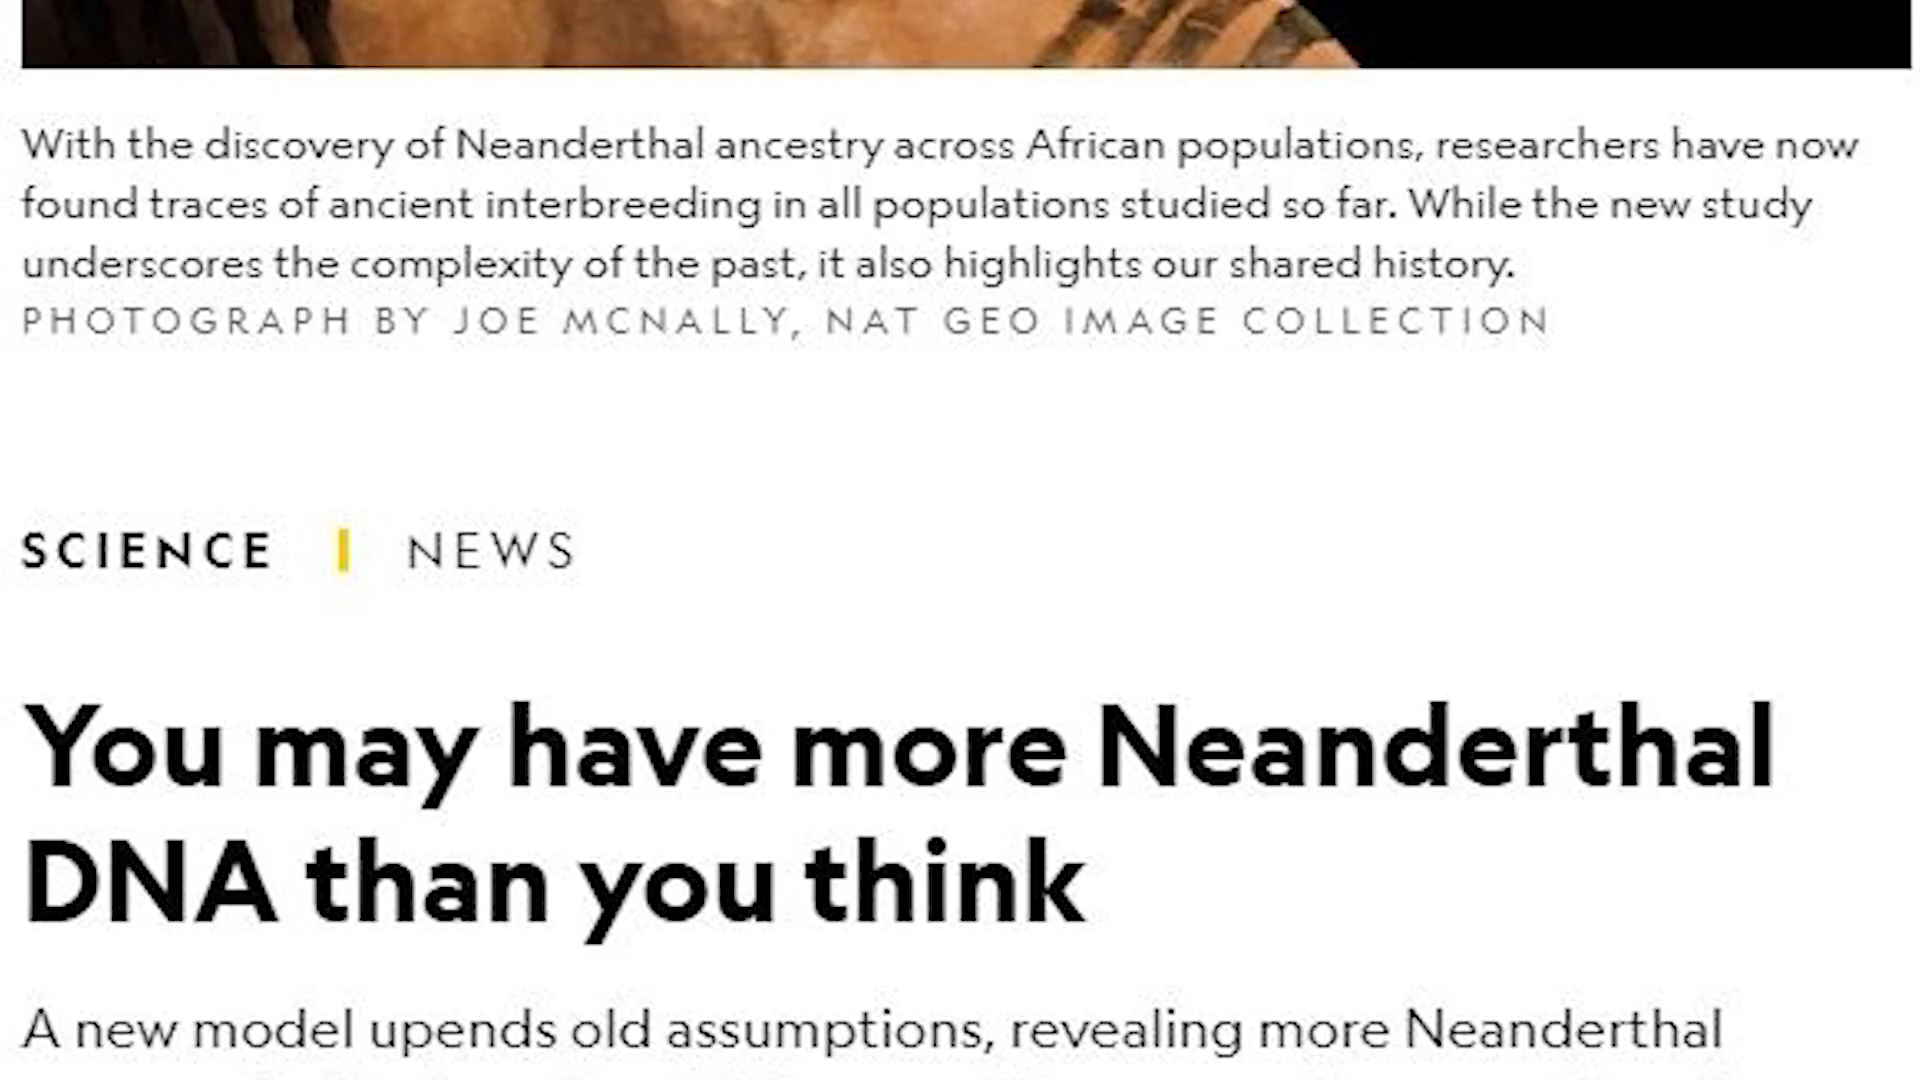 With the discovery of Neanderthal ancestry across African populations, researchers have now
found traces of ancient interbreeding in all populations studied so far. While the new study
underscores the complexity of the past, it also highlights our shared history.
PHOTOGRAPH BY JOE MCNALLY, NAT GEO IMAGE COLLECTION
SCIENCE | NEWS
You may have more Neanderthal
DNA than you think
A new model upends old assumptions, revealing more Neanderthal